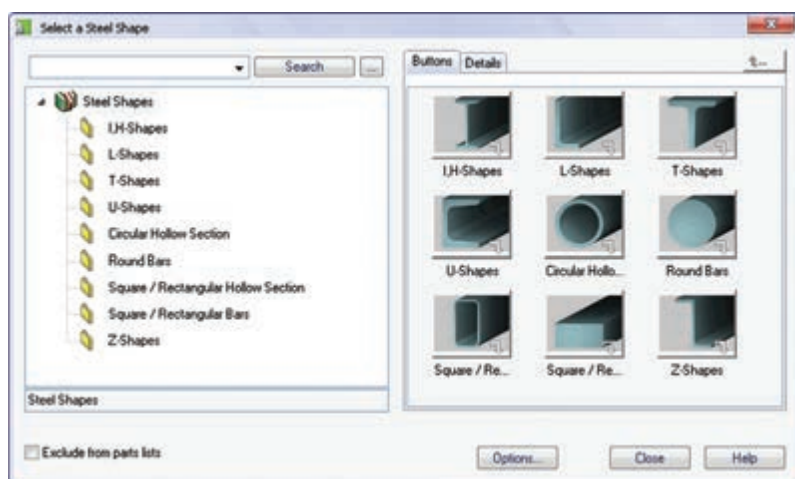 Select a Steel Shape
Search ...
Steel Shapes
I,H-Shapes
L-Shapes
T-Shapes
U-Shapes
Circular Hollow Section
Round Bars
Square / Rectangular Hollow Section
Square / Rectangular Bars
Z-Shapes
Steel Shapes
Buttons Details
I,H-Shapes L-Shapes T-Shapes
U-Shapes Circular Hollo... Round Bars
Square / Re... Square / Re... Z-Shapes
Exclude from parts lists
Options... Close Help